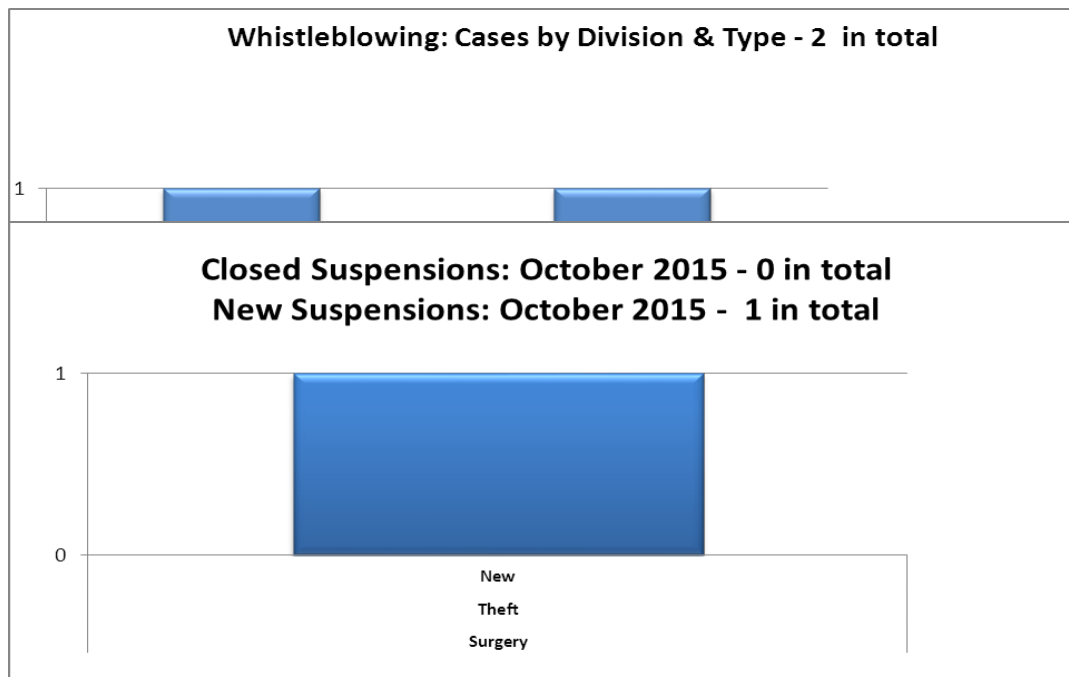 Whistleblowing: Cases by Division & Type - 2 in total
1
Closed Suspensions: October 2015 - 0 in total
New Suspensions: October 2015 - 1 in total
1
0
New
Theft
Surgery